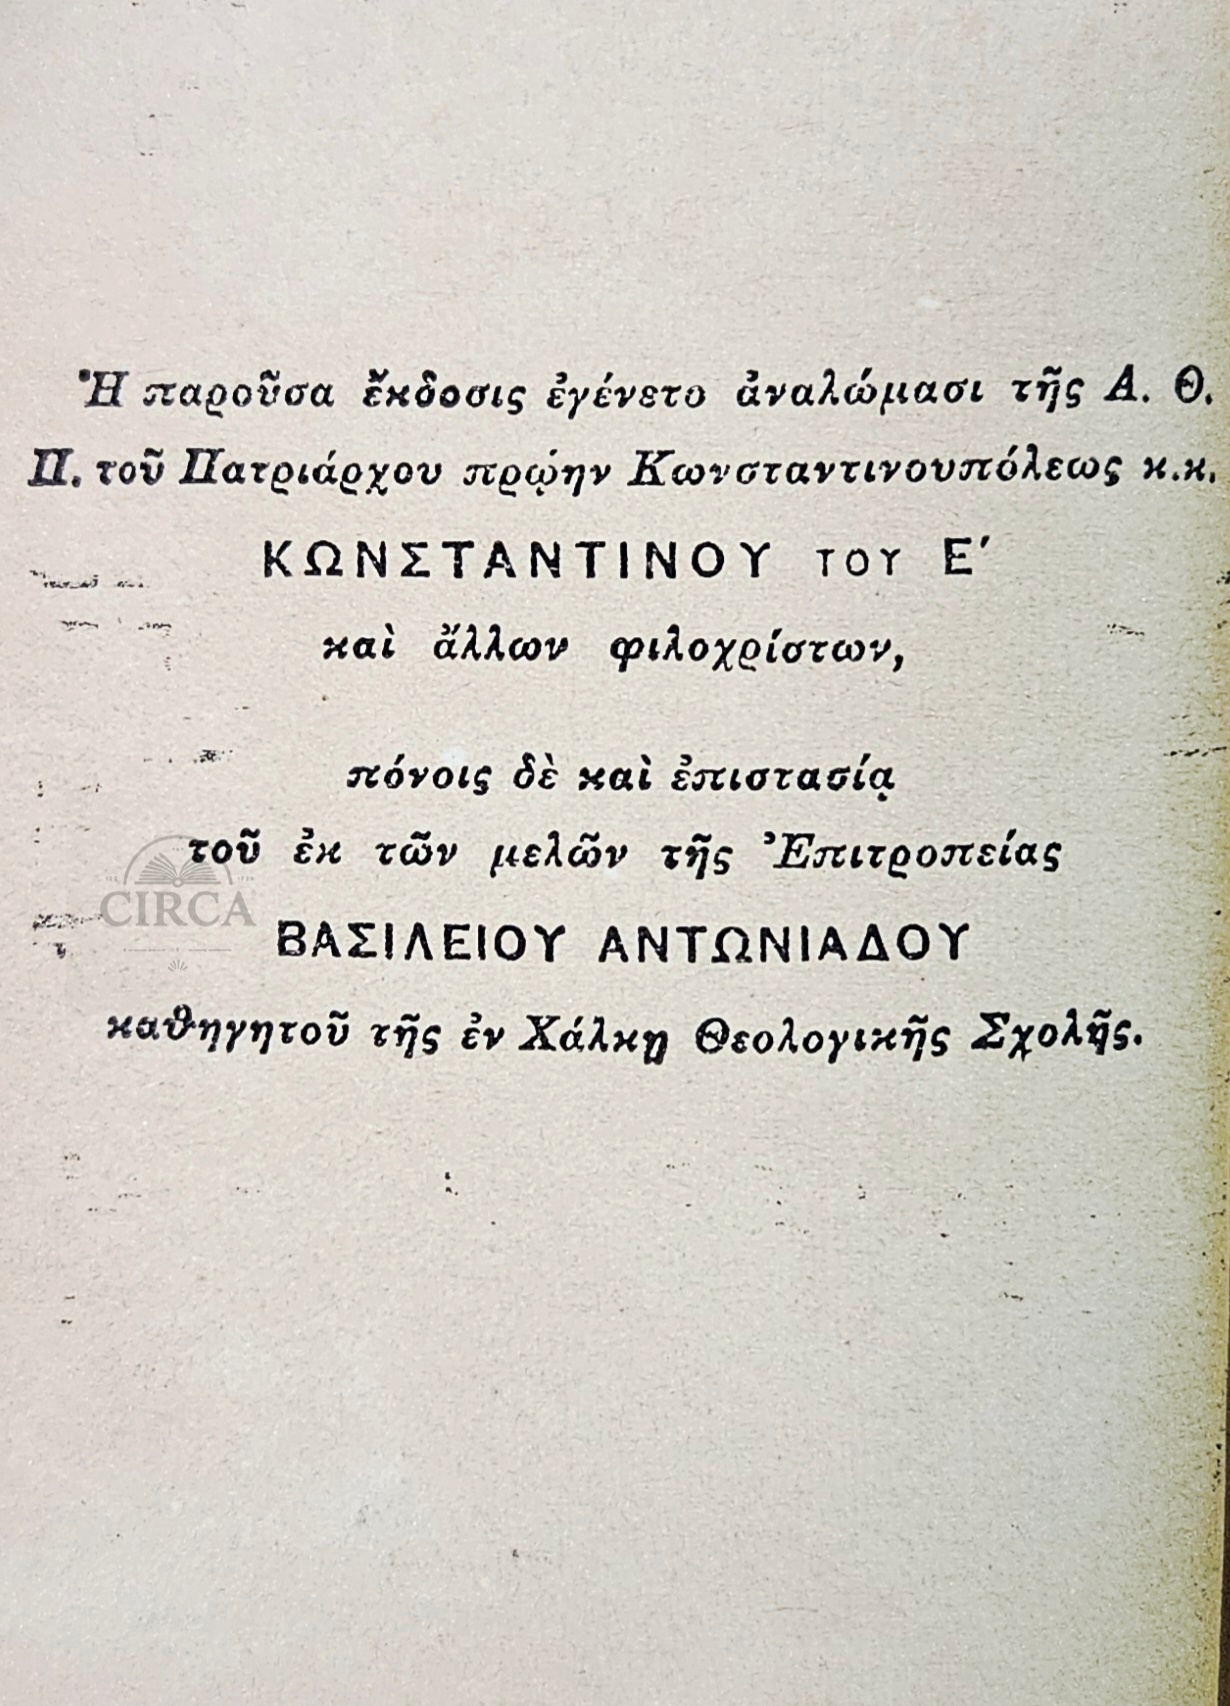 Ἡ παροῦσα ἔκδοσις ἐγένετο ἀναλώμασι τῆς Α. Θ.
Π. τοῦ Πατριάρχου πρῴην Κωνσταντινουπόλεως κ.κ.
ΚΩΝΣΤΑΝΤΙΝΟΥ ΤΟΥ Ε′
καὶ ἄλλων φιλοχρίστων,
πόνοις δὲ καὶ ἐπιστασίᾳ
τοῦ ἐκ τῶν μελῶν τῆς Ἐπιτροπείας
CIRCA
ΒΑΣΙΛΕΙΟΥ ΑΝΤΩΝΙΑΔΟΥ
καθηγητοῦ τῆς ἐν Χάλκῃ Θεολογικῆς Σχολῆς.